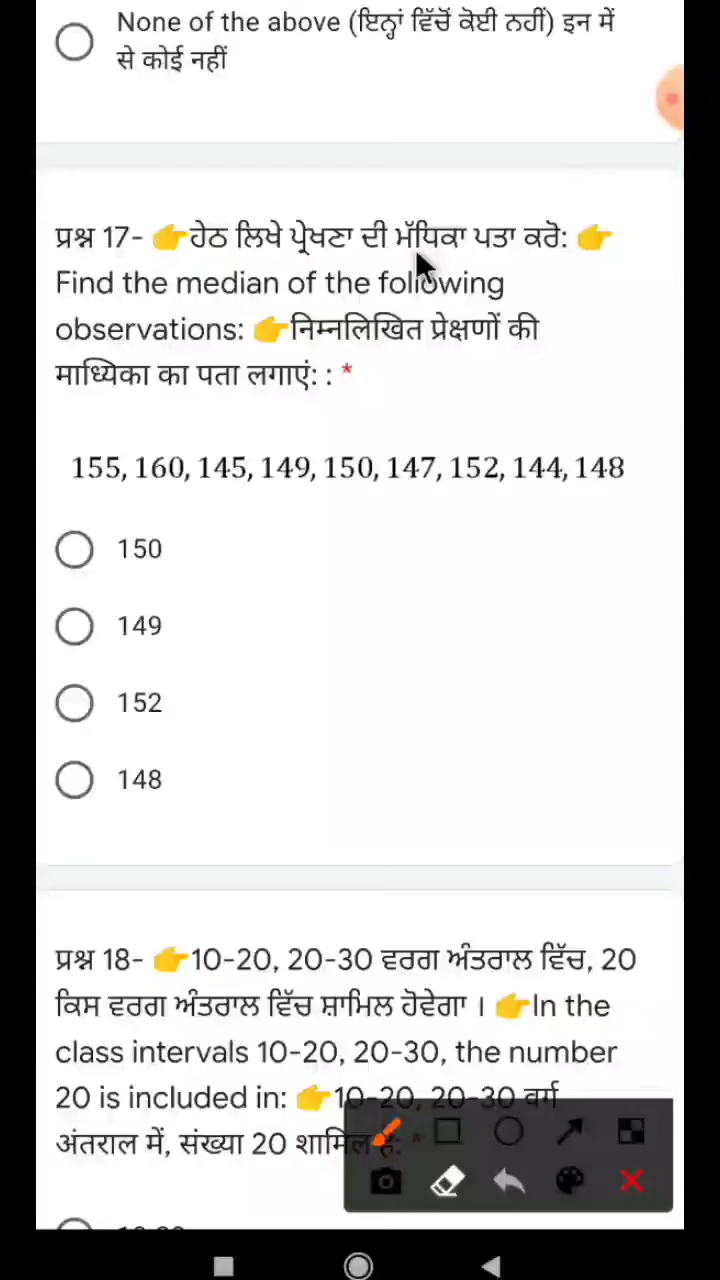 None of the above (ਇਨ੍ਹਾਂ ਵਿੱਚੋਂ ਕੋਈ ਨਹੀਂ) इन में
से कोई नहीं
ਪ੍ਰਸ਼ਨ 17- 👉ਹੇਠ ਲਿਖੇ ਪ੍ਰੇਖਣਾ ਦੀ ਮੱਧਿਕਾ ਪਤਾ ਕਰੋ: 👉
Find the median of the following
observations: 👉निम्नलिखित प्रेक्षणों की
माध्यिका का पता लगाएं: : *
155, 160, 145, 149, 150, 147, 152, 144, 148
150
149
152
148
ਪ੍ਰਸ਼ਨ 18- 👉10-20, 20-30 ਵਰਗ ਅੰਤਰਾਲ ਵਿੱਚ, 20
ਕਿਸ ਵਰਗ ਅੰਤਰਾਲ ਵਿੱਚ ਸ਼ਾਮਿਲ ਹੋਵੇਗਾ । 👉In the
class intervals 10-20, 20-30, the number
20 is included in: 👉10-20, 20-30 वर्ग
अंतराल में, संख्या 20 शामिल है: *